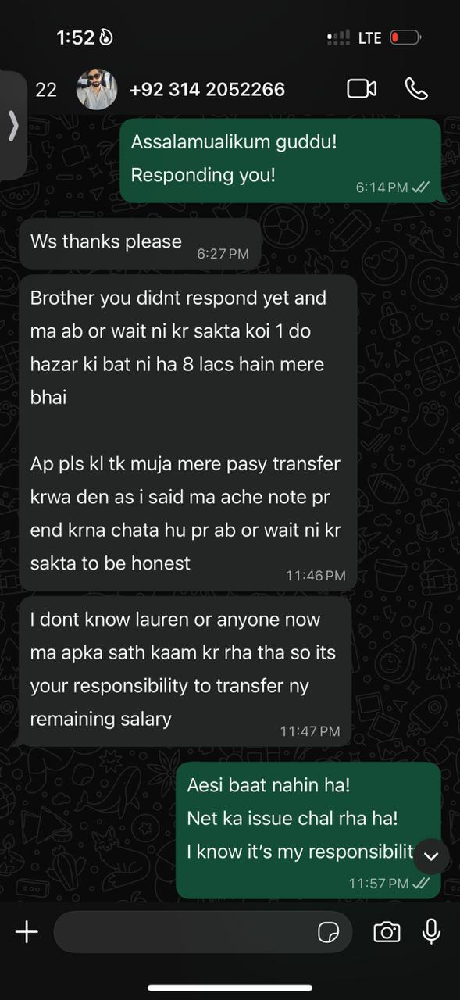 1:52
LTE
22
+92 314 2052266
Assalamualikum guddu!
Responding you!
6:14 PM
Ws thanks please
6:27 PM
Brother you didnt respond yet and
ma ab or wait ni kr sakta koi 1 do
hazar ki bat ni ha 8 lacs hain mere
bhai
Ap pls kl tk muja mere pasy transfer
krwa den as i said ma ache note pr
end krna chata hu pr ab or wait ni kr
sakta to be honest
11:46 PM
I dont know lauren or anyone now
ma apka sath kaam kr rha tha so its
your responsibility to transfer ny
remaining salary
11:47 PM
Aesi baat nahin ha!
Net ka issue chal rha ha!
I know it’s my responsibilit
11:57 PM